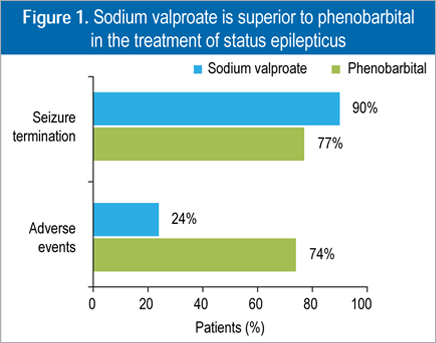 Figure 1. Sodium valproate is superior to phenobarbital
in the treatment of status epilepticus
Sodium valproate Phenobarbital
Seizure
termination
90%
77%
Adverse
events
24%
74%
0 20 40 60 80 100
Patients (%)